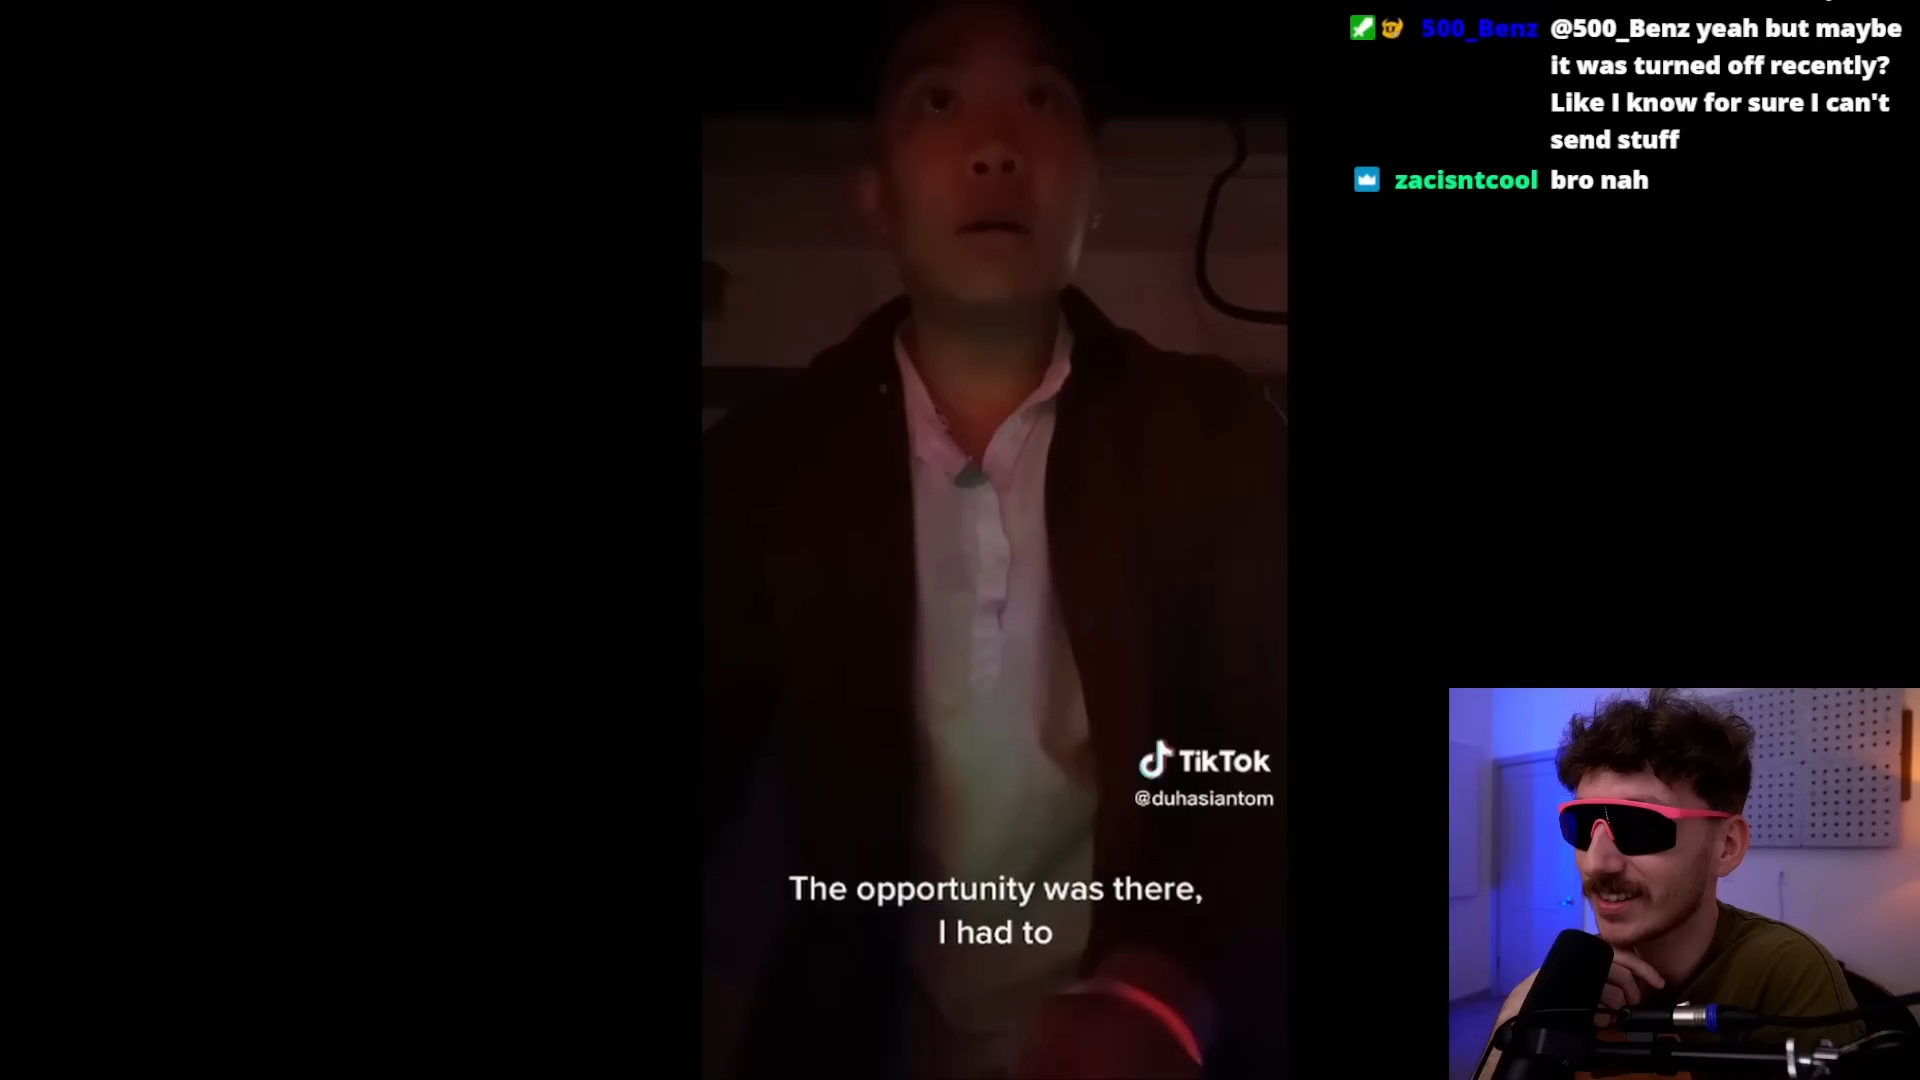 500_Benz @500_Benz yeah but maybe
it was turned off recently?
Like I know for sure I can't
send stuff
zacisntcool bro nah
TikTok
@duhasiantom
The opportunity was there,
I had to